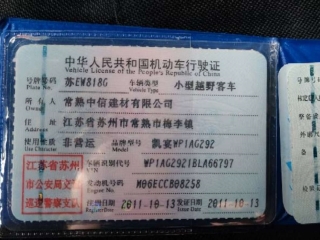 中华人民共和国机动车行驶证
Vehicle License of the People's Republic of China
号牌号码 苏EW818G 车辆类型 小型越野客车
Plate No. Vehicle Type
所有人 常熟中信建材有限公司
住址 江苏省苏州市常熟市梅李镇
使用性质 非营运 品牌型号 凯宴WP1AG292
江苏省苏州 车辆识别代号 WP1AG2921BLA66797
VIN
市公安局交 发动机号码 M06ECCB08258
Engine No.
通巡警察支队 注册日期 2011-10-13 发证日期 2011-10-13
Register Date Issue Date